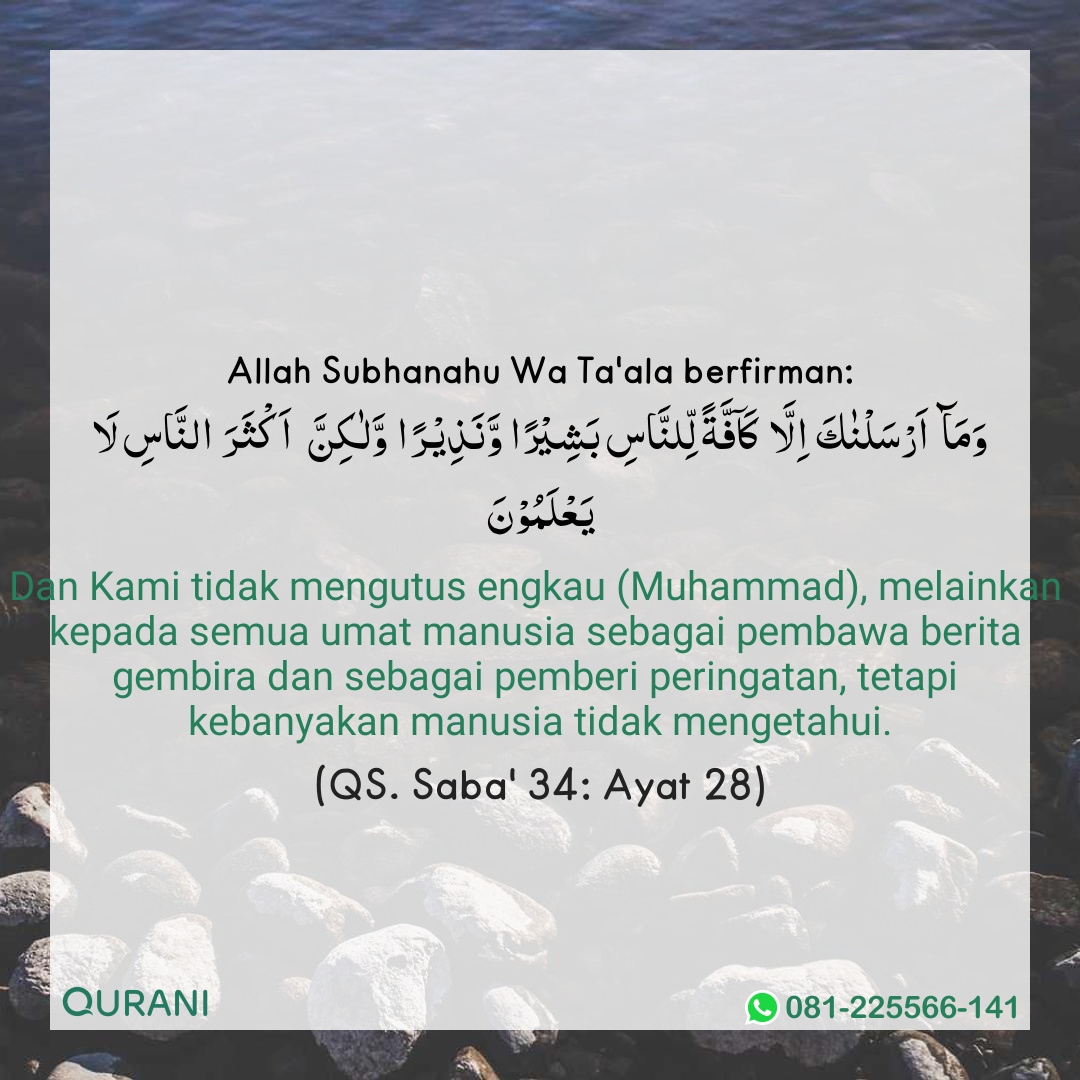 Allah Subhanahu Wa Ta'ala berfirman:
وَمَاۤ اَرۡسَلۡنٰكَ اِلَّا كَآفَّةً لِّلنَّاسِ بَشِيۡرًا وَّنَذِيۡرًا وَّلٰـكِنَّ اَكۡثَرَ النَّاسِ لَا
يَعۡلَمُوۡنَ
Dan Kami tidak mengutus engkau (Muhammad), melainkan
kepada semua umat manusia sebagai pembawa berita
gembira dan sebagai pemberi peringatan, tetapi
kebanyakan manusia tidak mengetahui.
(QS. Saba' 34: Ayat 28)
QURANI
081-225566-141